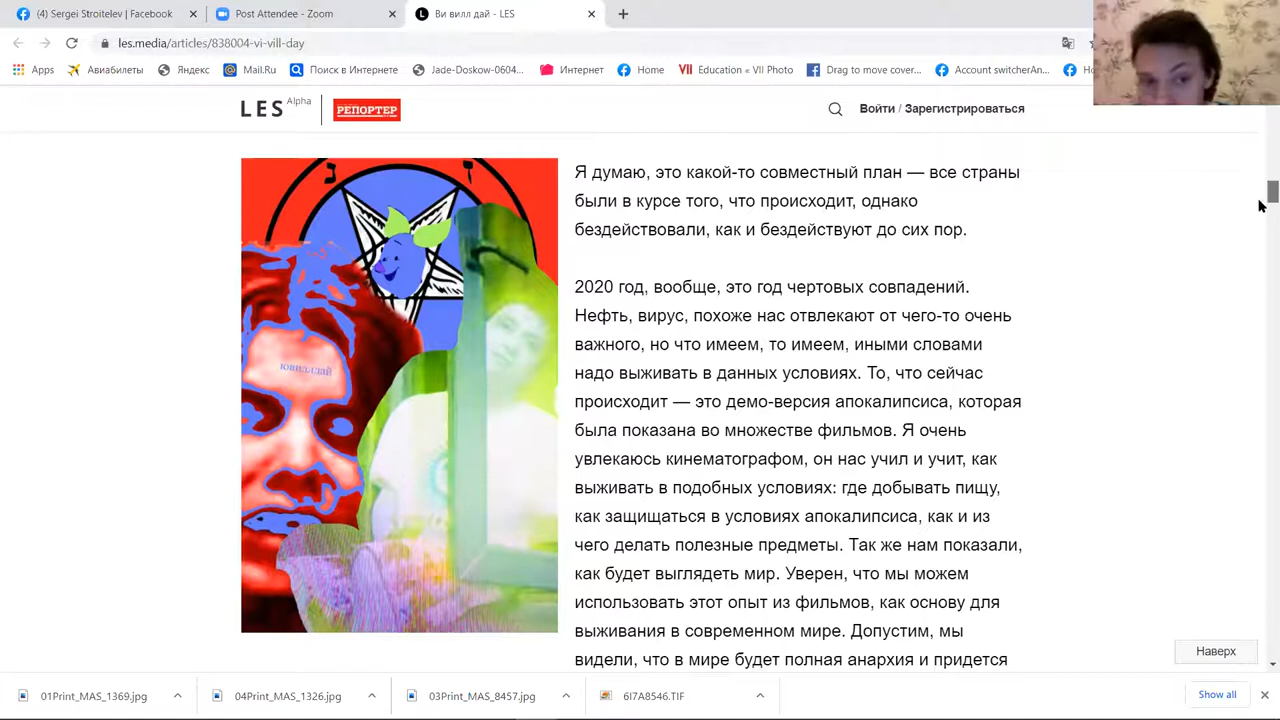 (4) Sergei Stroitelev | Facebook
Post Attendee - Zoom
Ви вилл дай - LES
les.media/articles/838004-vi-vill-day
Apps
Авиабилеты
Яндекс
Mail.Ru
Поиск в Интернете
Jade-Doskow-0604...
Интернет
Home
VII Education « VII Photo
Drag to move cover...
Account switcherAn...
Ho
LES Alpha
РЕПОРТЕР
Войти / Зарегистрироваться
ювиллдай
Я думаю, это какой-то совместный план — все страны
были в курсе того, что происходит, однако
бездействовали, как и бездействуют до сих пор.
2020 год, вообще, это год чертовых совпадений.
Нефть, вирус, похоже нас отвлекают от чего-то очень
важного, но что имеем, то имеем, иными словами
надо выживать в данных условиях. То, что сейчас
происходит — это демо-версия апокалипсиса, которая
была показана во множестве фильмов. Я очень
увлекаюсь кинематографом, он нас учил и учит, как
выживать в подобных условиях: где добывать пищу,
как защищаться в условиях апокалипсиса, как и из
чего делать полезные предметы. Так же нам показали,
как будет выглядеть мир. Уверен, что мы можем
использовать этот опыт из фильмов, как основу для
выживания в современном мире. Допустим, мы
видели, что в мире будет полная анархия и придется
Наверх
01Print_MAS_1369.jpg
04Print_MAS_1326.jpg
03Print_MAS_8457.jpg
6I7A8546.TIF
Show all